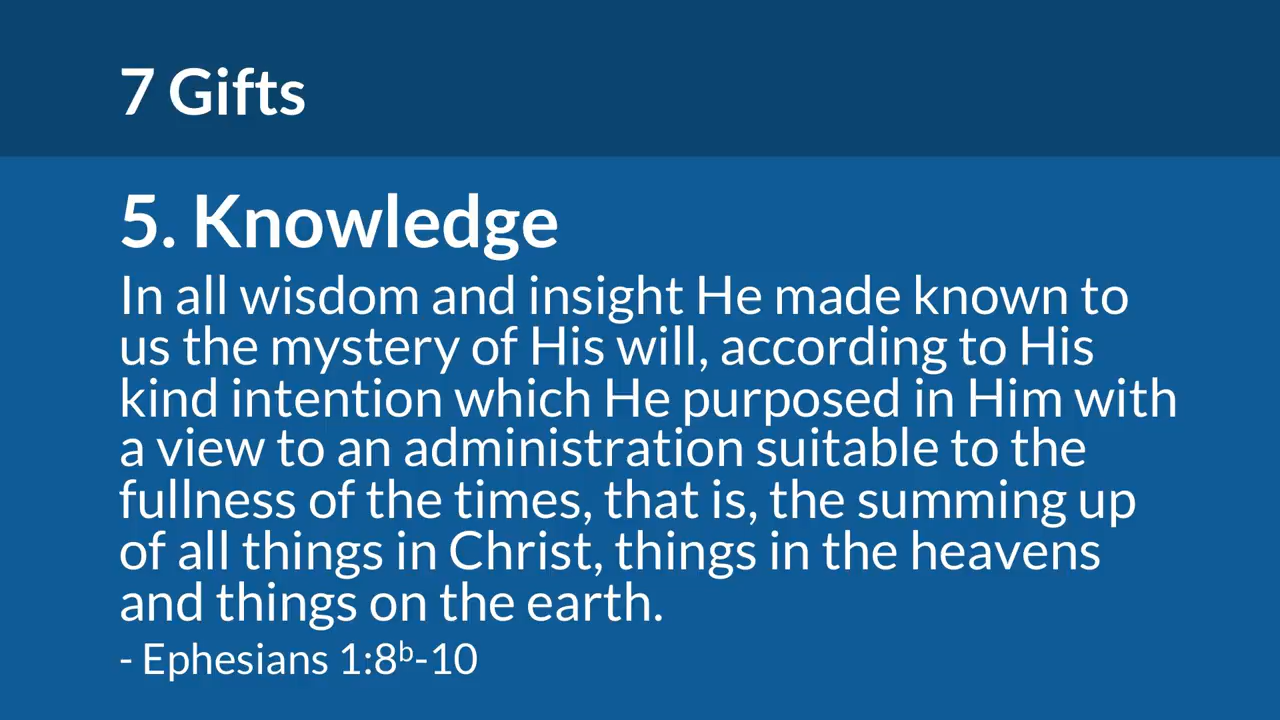 7 Gifts
5. Knowledge
In all wisdom and insight He made known to
us the mystery of His will, according to His
kind intention which He purposed in Him with
a view to an administration suitable to the
fullness of the times, that is, the summing up
of all things in Christ, things in the heavens
and things on the earth.
- Ephesians 1:8ᵇ-10